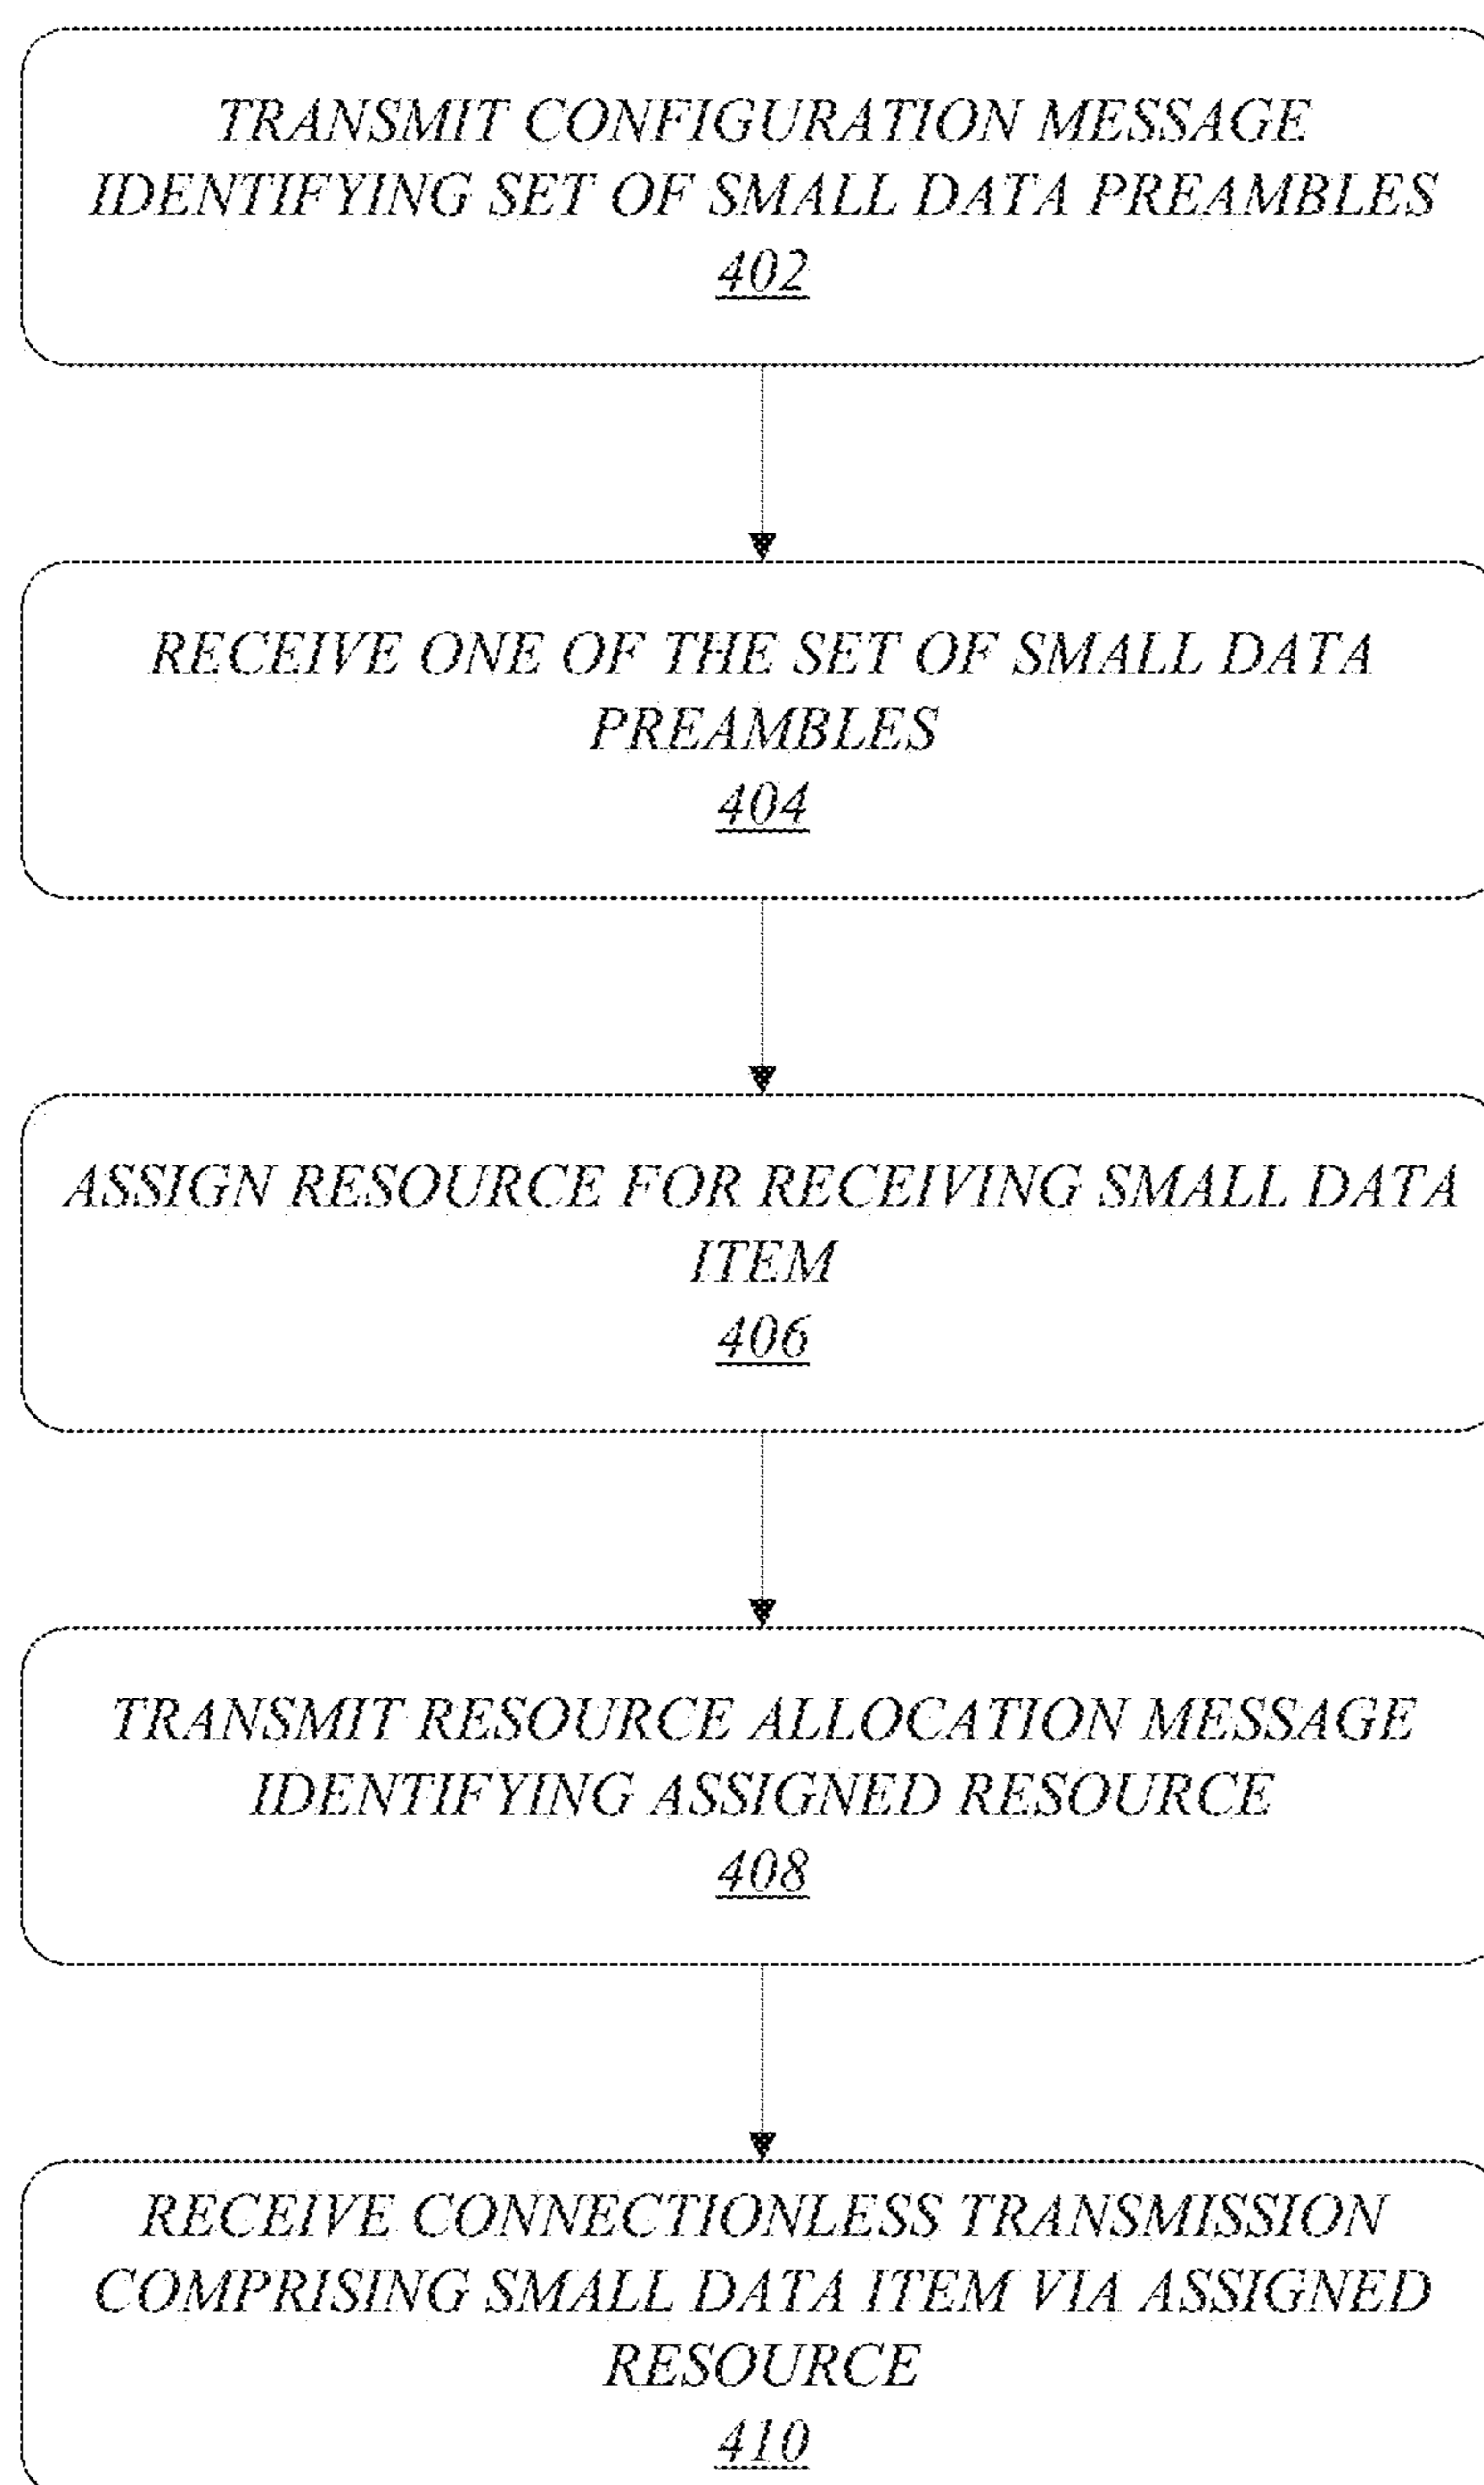 TRANSMIT CONFIGURATION MESSAGE
IDENTIFYING SET OF SMALL DATA PREAMBLES
402
RECEIVE ONE OF THE SET OF SMALL DATA
PREAMBLES
404
ASSIGN RESOURCE FOR RECEIVING SMALL DATA
ITEM
406
TRANSMIT RESOURCE ALLOCATION MESSAGE
IDENTIFYING ASSIGNED RESOURCE
408
RECEIVE CONNECTIONLESS TRANSMISSION
COMPRISING SMALL DATA ITEM VIA ASSIGNED
RESOURCE
410